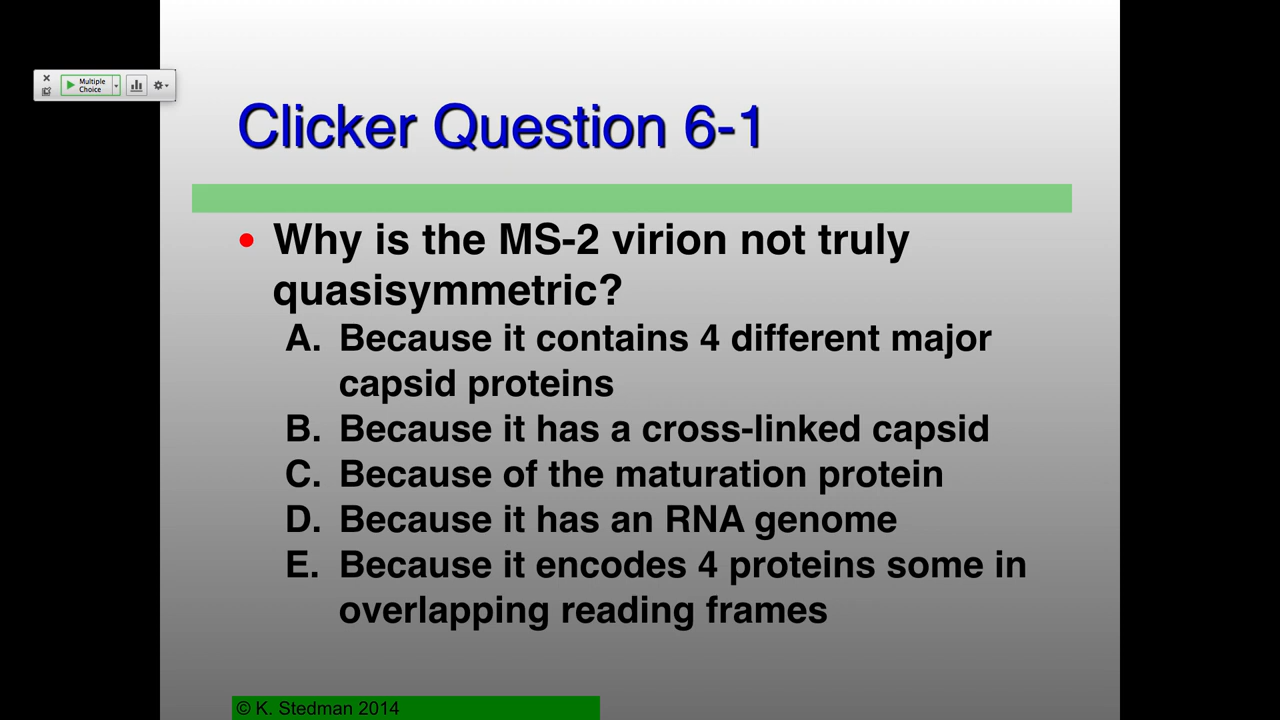 Multiple
Choice
Clicker Question 6-1
• Why is the MS-2 virion not truly
quasisymmetric?
A. Because it contains 4 different major
capsid proteins
B. Because it has a cross-linked capsid
C. Because of the maturation protein
D. Because it has an RNA genome
E. Because it encodes 4 proteins some in
overlapping reading frames
© K. Stedman 2014